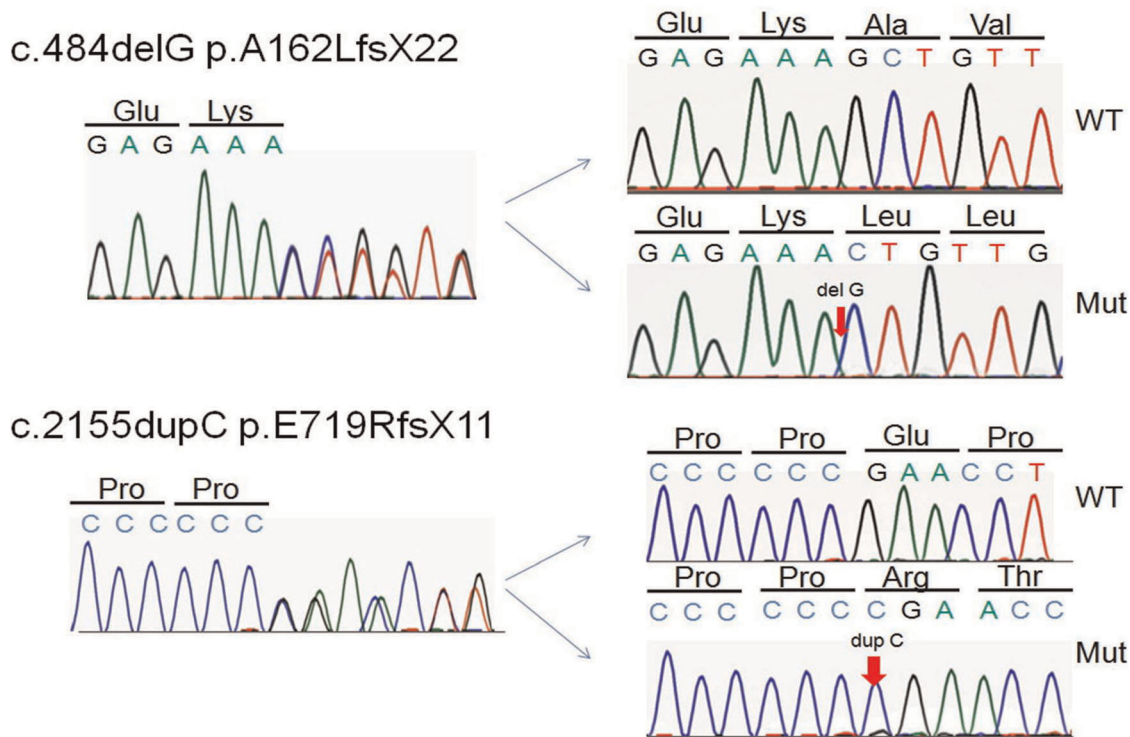 c.484delG p.A162LfsX22
Glu Lys
G A G A A A
Glu Lys Ala Val
G A G A A A G C T G T T
WT
Glu Lys Leu Leu
G A G A A A C T G T T G
del G
Mut
c.2155dupC p.E719RfsX11
Pro Pro
C C C C C C
Pro Pro Glu Pro
C C C C C C G A A C C T
WT
Pro Pro Arg Thr
C C C C C C C G A A C C
dup C
Mut